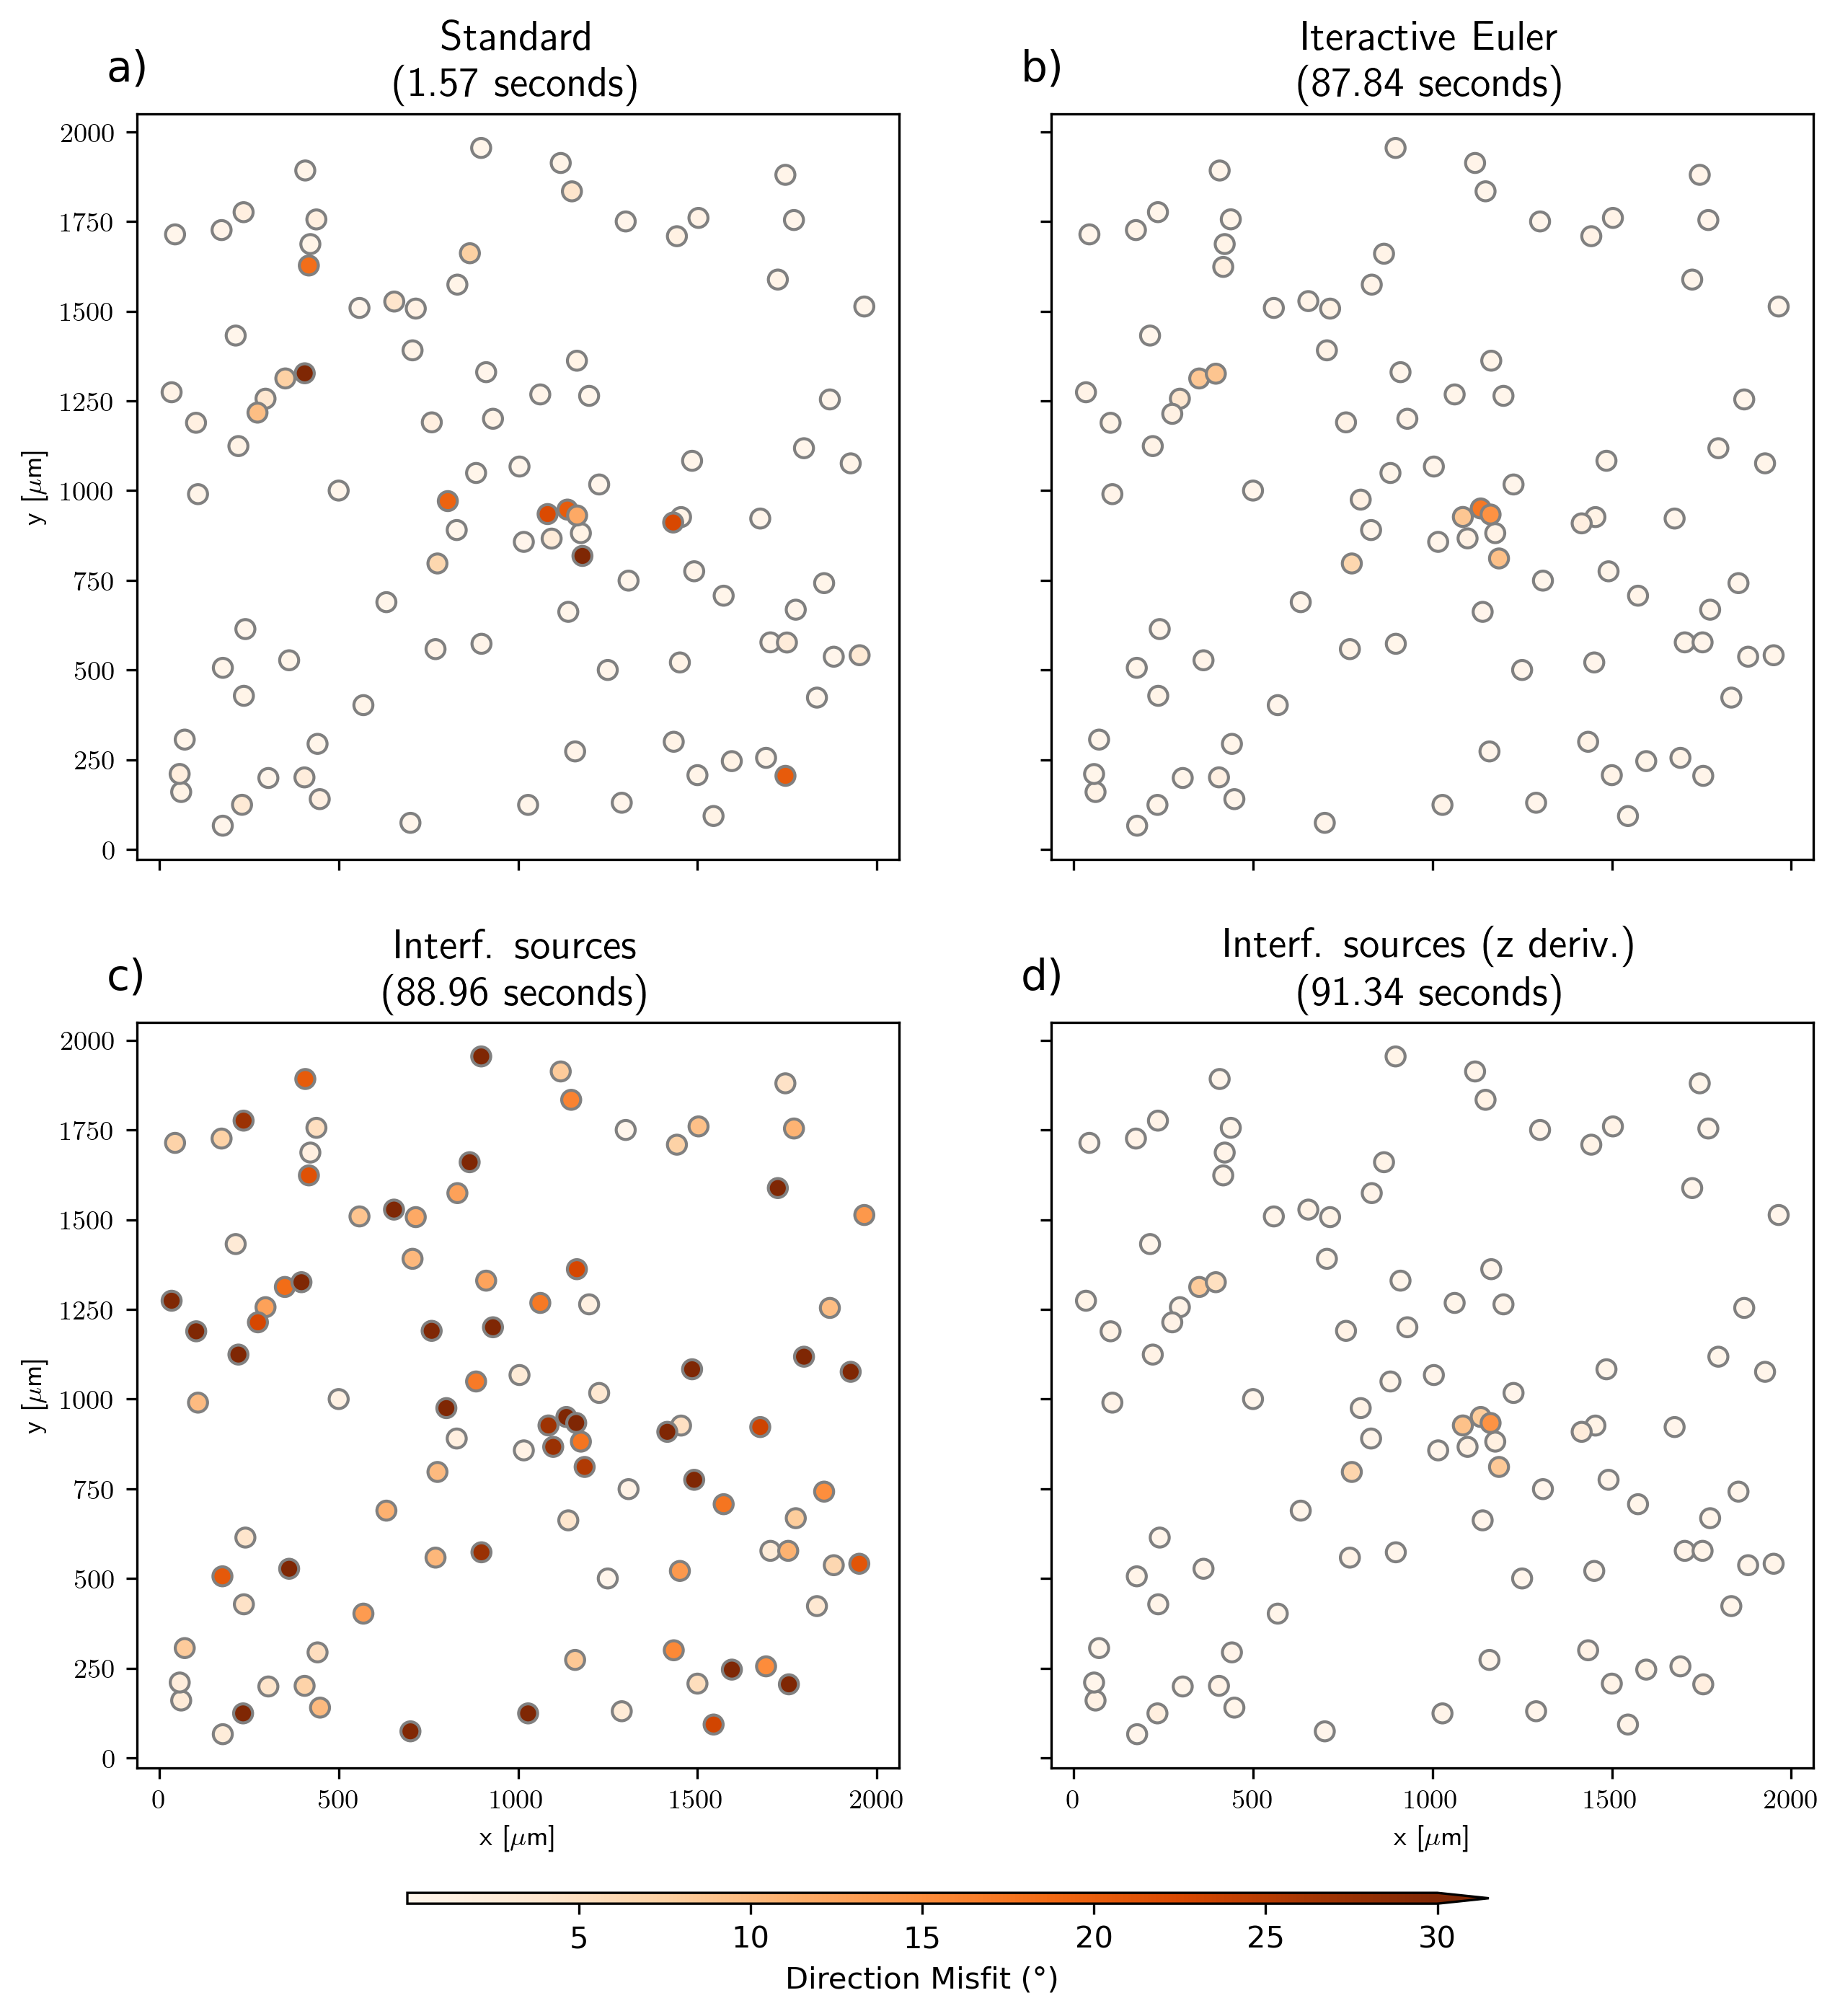 a)
Standard
(1.57 seconds)
b)
Iteractive Euler
(87.84 seconds)
2000
1750
1500
1250
1000
750
500
250
0
y [μm]
c)
Interf. sources
(88.96 seconds)
d)
Interf. sources (z deriv.)
(91.34 seconds)
2000
1750
1500
1250
1000
750
500
250
0
y [μm]
0 500 1000 1500 2000
x [μm]
0 500 1000 1500 2000
x [μm]
5 10 15 20 25 30
Direction Misfit (°)